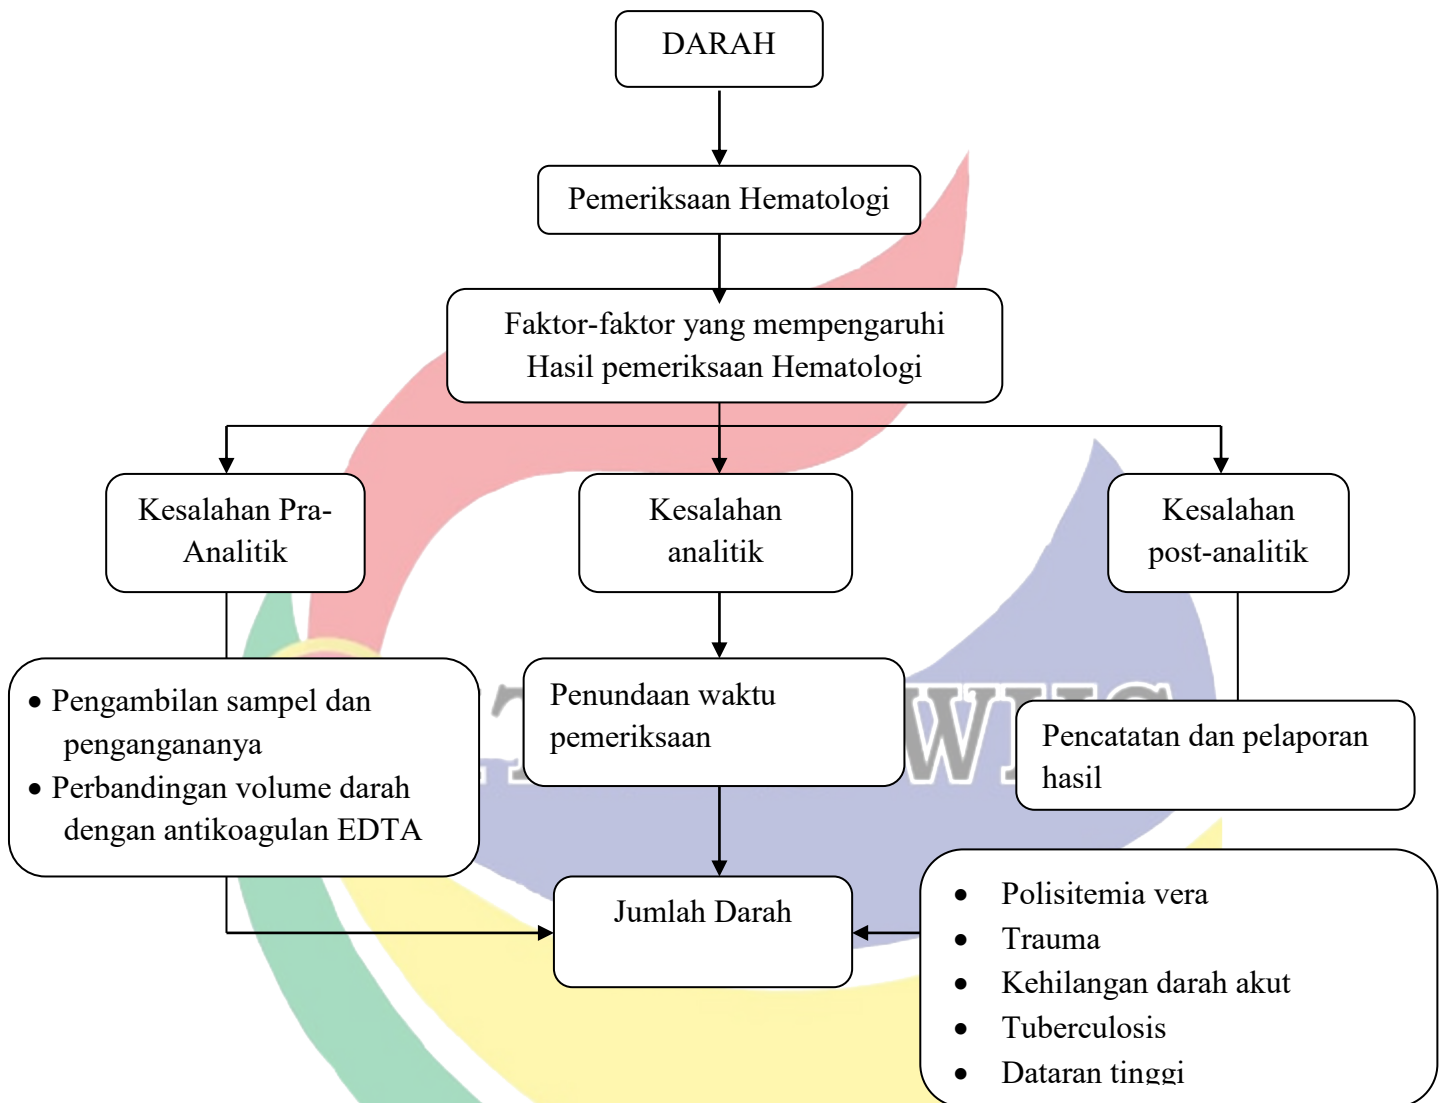 DARAH
Pemeriksaan Hematologi
Faktor-faktor yang mempengaruhi
Hasil pemeriksaan Hematologi
Kesalahan Pra-
Analitik
Kesalahan
analitik
Kesalahan
post-analitik
• Pengambilan sampel dan
pengangananya
• Perbandingan volume darah
dengan antikoagulan EDTA
Penundaan waktu
pemeriksaan
Pencatatan dan pelaporan
hasil
Jumlah Darah
• Polisitemia vera
• Trauma
• Kehilangan darah akut
• Tuberculosis
• Dataran tinggi